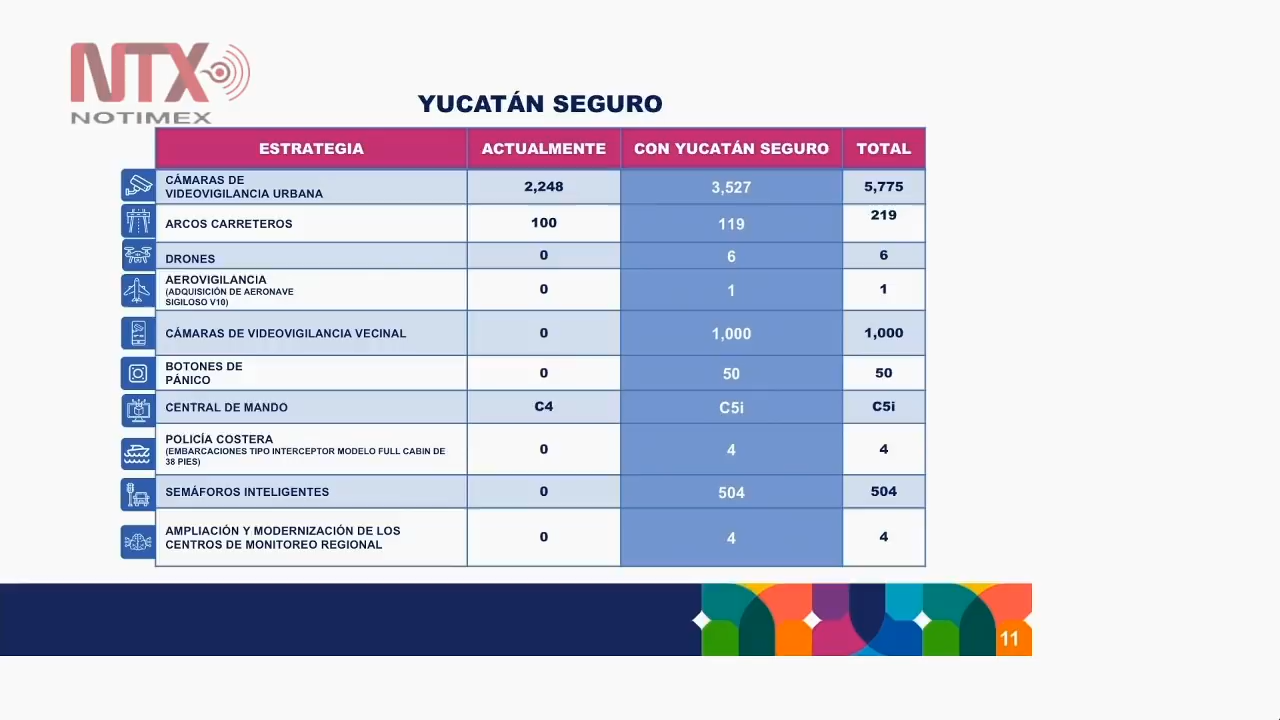 NTX
NOTIMEX
YUCATÁN SEGURO
ESTRATEGIA ACTUALMENTE CON YUCATÁN SEGURO TOTAL
CÁMARAS DE
VIDEOVIGILANCIA URBANA 2,248 3,527 5,775
ARCOS CARRETEROS 100 119 219
DRONES 0 6 6
AEROVIGILANCIA
(ADQUISICIÓN DE AERONAVE
SIGILOSO V10) 0 1 1
CÁMARAS DE VIDEOVIGILANCIA VECINAL 0 1,000 1,000
BOTONES DE
PÁNICO 0 50 50
CENTRAL DE MANDO C4 C5i C5i
POLICÍA COSTERA
(EMBARCACIONES TIPO INTERCEPTOR MODELO FULL CABIN DE
38 PIES) 0 4 4
SEMÁFOROS INTELIGENTES 0 504 504
AMPLIACIÓN Y MODERNIZACIÓN DE LOS
CENTROS DE MONITOREO REGIONAL 0 4 4
11